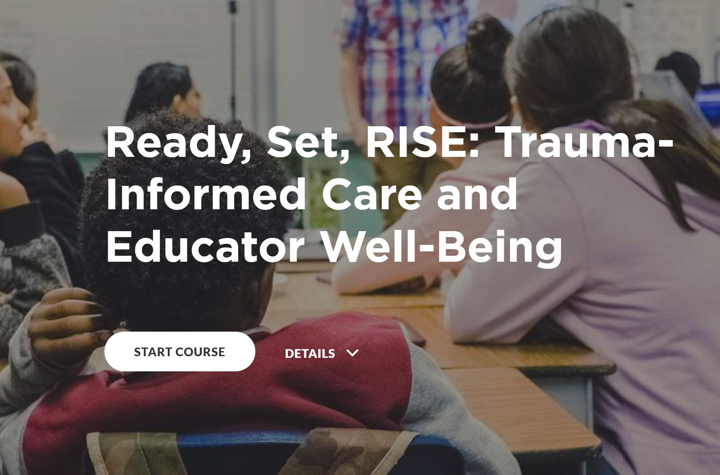 Ready, Set, RISE: Trauma-
Informed Care and
Educator Well-Being
START COURSE
DETAILS